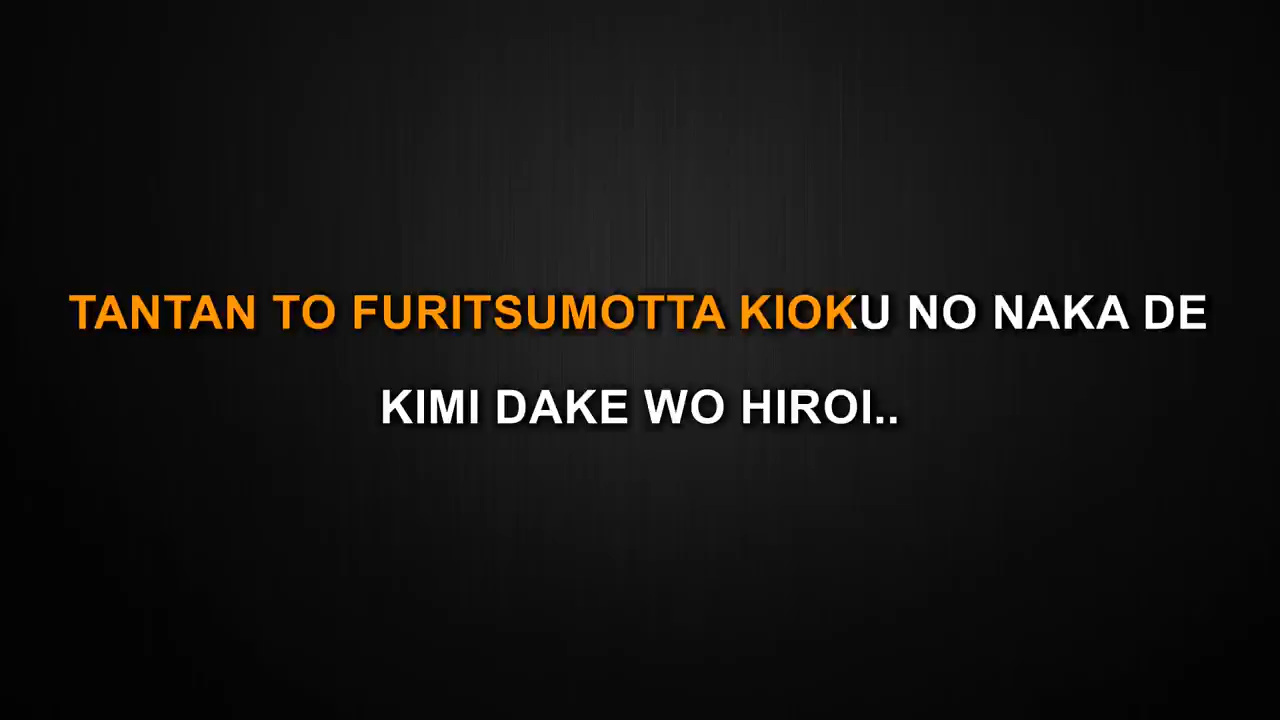 TANTAN TO FURITSUMOTTA KIOKU NO NAKA DE
KIMI DAKE WO HIROI..